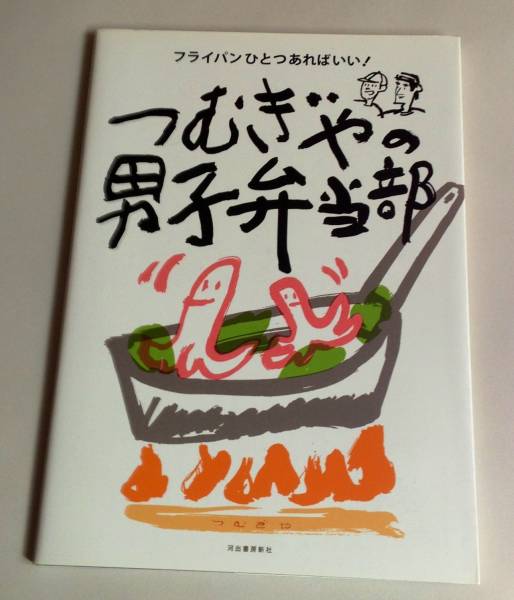 フライパンひとつあればいい！
つむぎやの
男子弁当部
つむぎや
河出書房新社